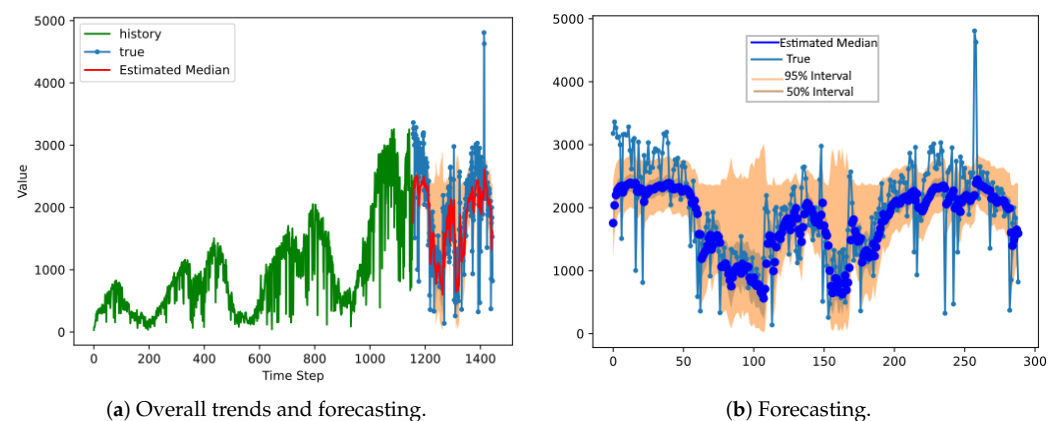 5000
4000
3000
2000
1000
0
Value
history
true
Estimated Median
0 200 400 600 800 1000 1200 1400
Time Step
(a) Overall trends and forecasting.
5000
4000
3000
2000
1000
0
Estimated Median
True
95% Interval
50% Interval
0 50 100 150 200 250 300
(b) Forecasting.